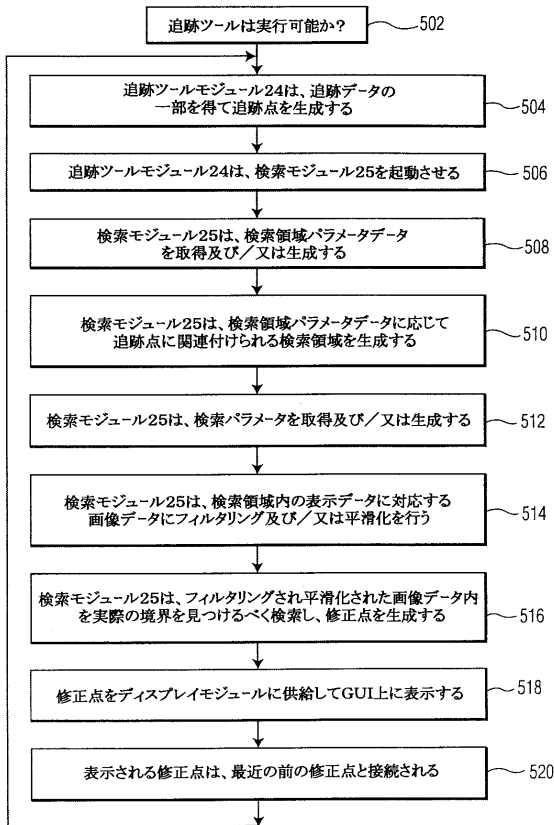 追跡ツールは実行可能か?
502
追跡ツールモジュール24は、追跡データの
一部を得て追跡点を生成する
504
追跡ツールモジュール24は、検索モジュール25を起動させる
506
検索モジュール25は、検索領域パラメータデータ
を取得及び/又は生成する
508
検索モジュール25は、検索領域パラメータデータに応じて
追跡点に関連付けられる検索領域を生成する
510
検索モジュール25は、検索パラメータを取得及び/又は生成する
512
検索モジュール25は、検索領域内の表示データに対応する
画像データにフィルタリング及び/又は平滑化を行う
514
検索モジュール25は、フィルタリングされ平滑化された画像データ内
を実際の境界を見つけるべく検索し、修正点を生成する
516
修正点をディスプレイモジュールに供給してGUI上に表示する
518
表示される修正点は、最近の前の修正点と接続される
520